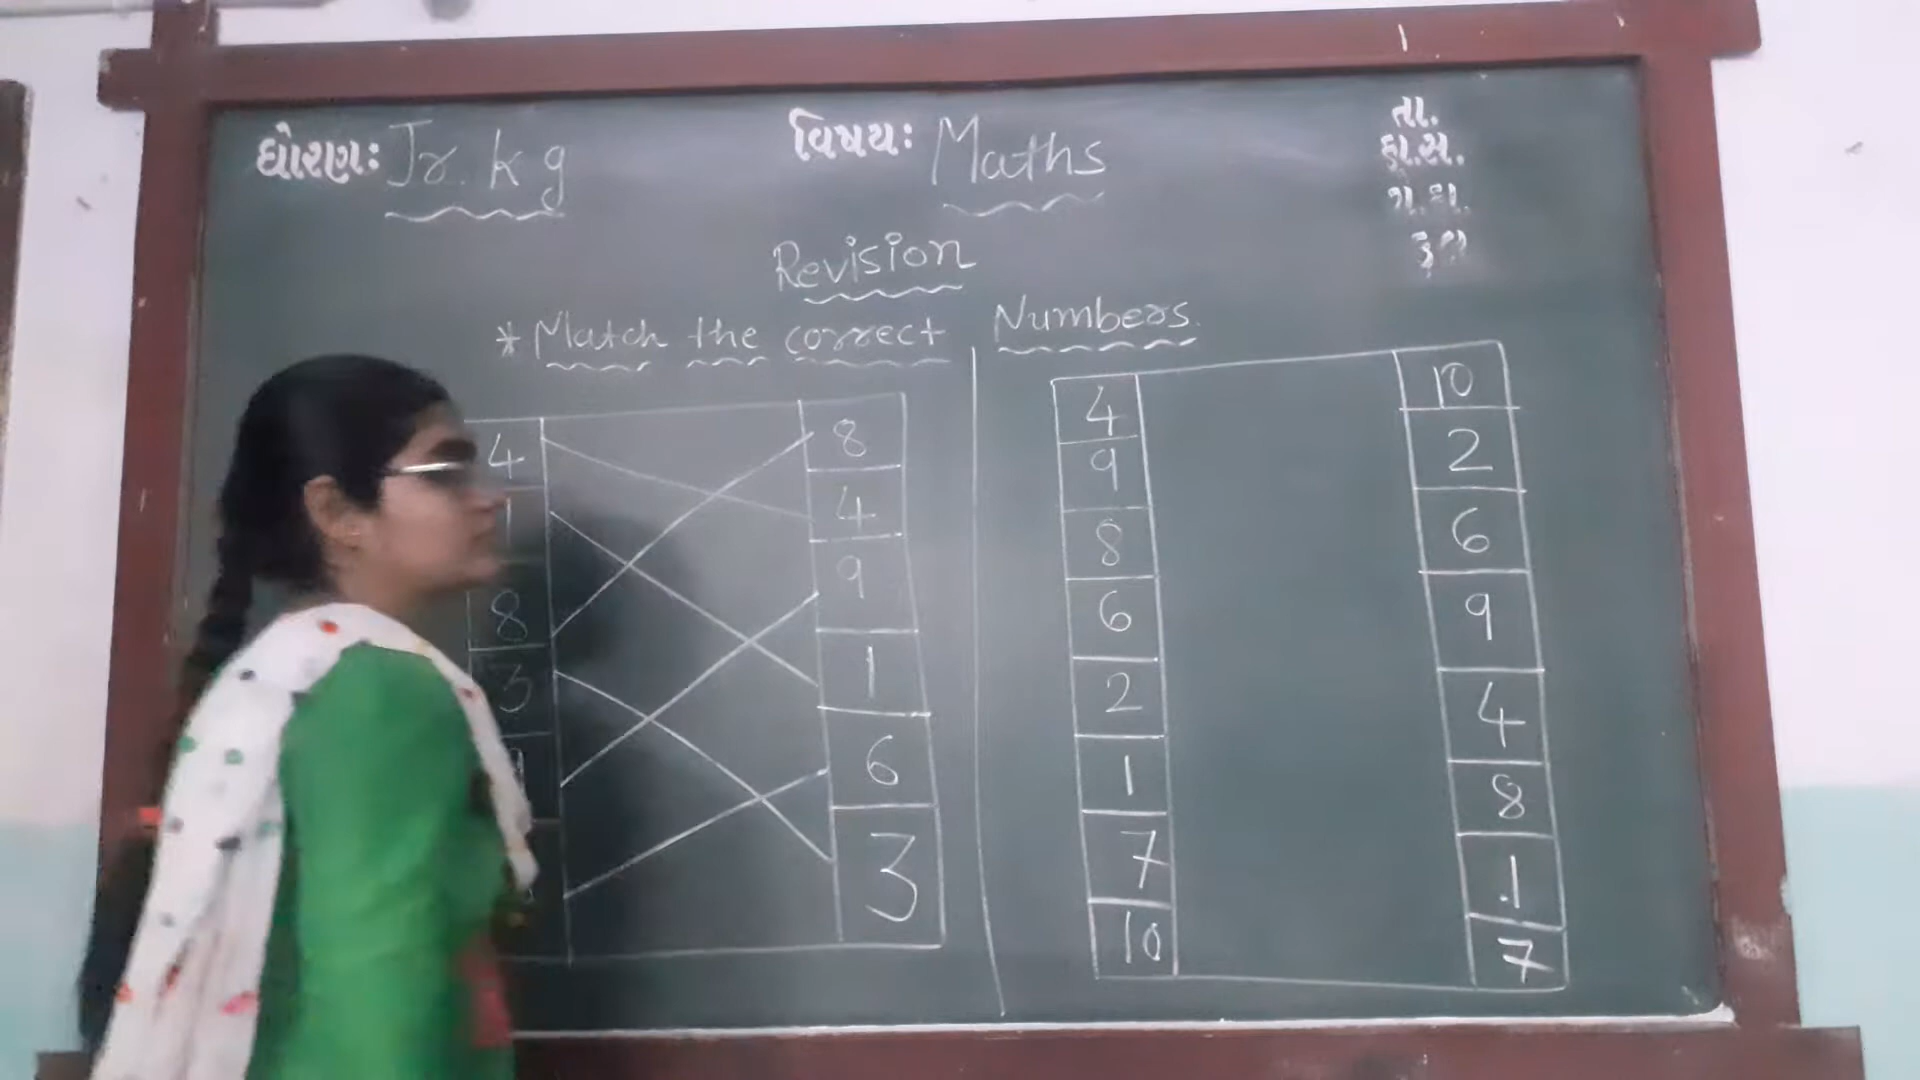 ધોરણ: Jr. kg
વિષય: Maths
તા.
હા.સ.
ગે.હા.
કુલ
Revision
* Match the correct Numbers.
4 8
1 4
8 9
3 1
6
3
4 10
9 2
8 6
6 9
2 4
1 8
7 1
10 7